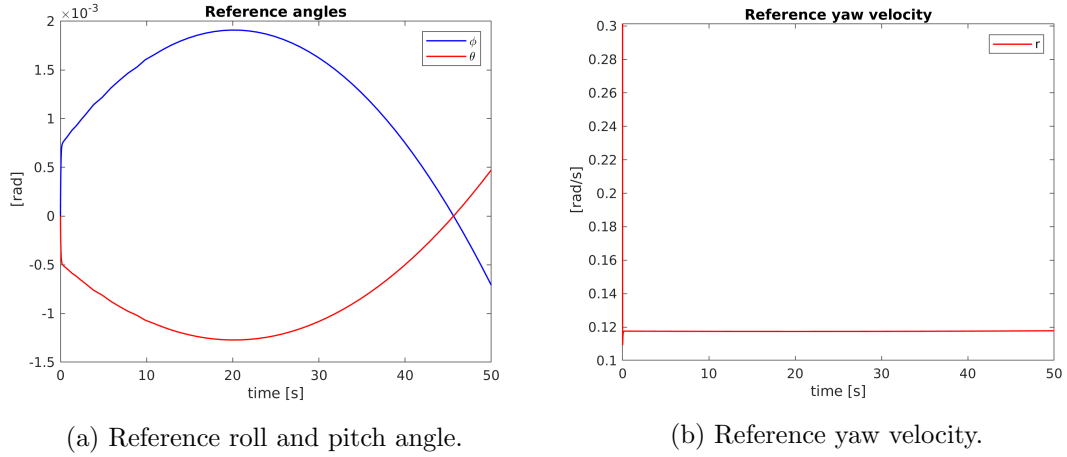 Reference angles
×10⁻³
2
1.5
1
0.5
0
-0.5
-1
-1.5
[rad]
ϕ
θ
0 10 20 30 40 50
time [s]
(a) Reference roll and pitch angle.
Reference yaw velocity
0.3
0.28
0.26
0.24
0.22
0.2
0.18
0.16
0.14
0.12
0.1
[rad/s]
r
0 10 20 30 40 50
time [s]
(b) Reference yaw velocity.